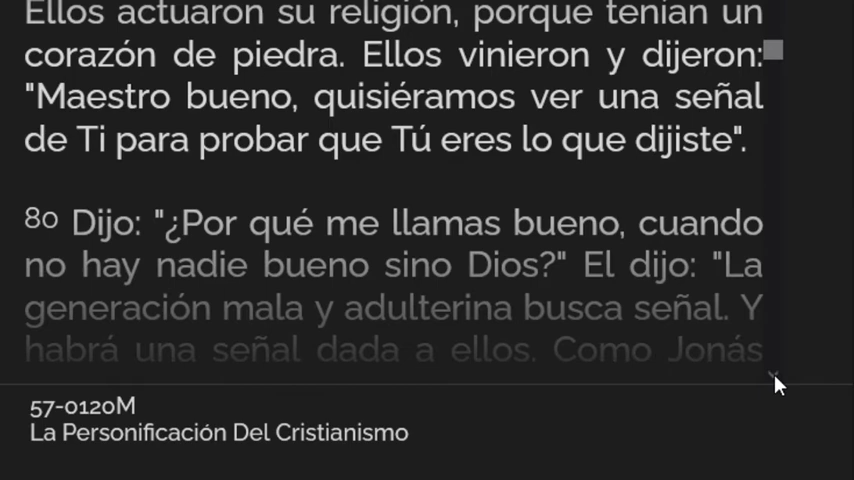 Ellos actuaron su religión, porque tenían un
corazón de piedra. Ellos vinieron y dijeron:
"Maestro bueno, quisiéramos ver una señal
de Ti para probar que Tú eres lo que dijiste".
80 Dijo: "¿Por qué me llamas bueno, cuando
no hay nadie bueno sino Dios?" El dijo: "La
generación mala y adulterina busca señal. Y
habrá una señal dada a ellos. Como Jonás
57-0120M
La Personificación Del Cristianismo